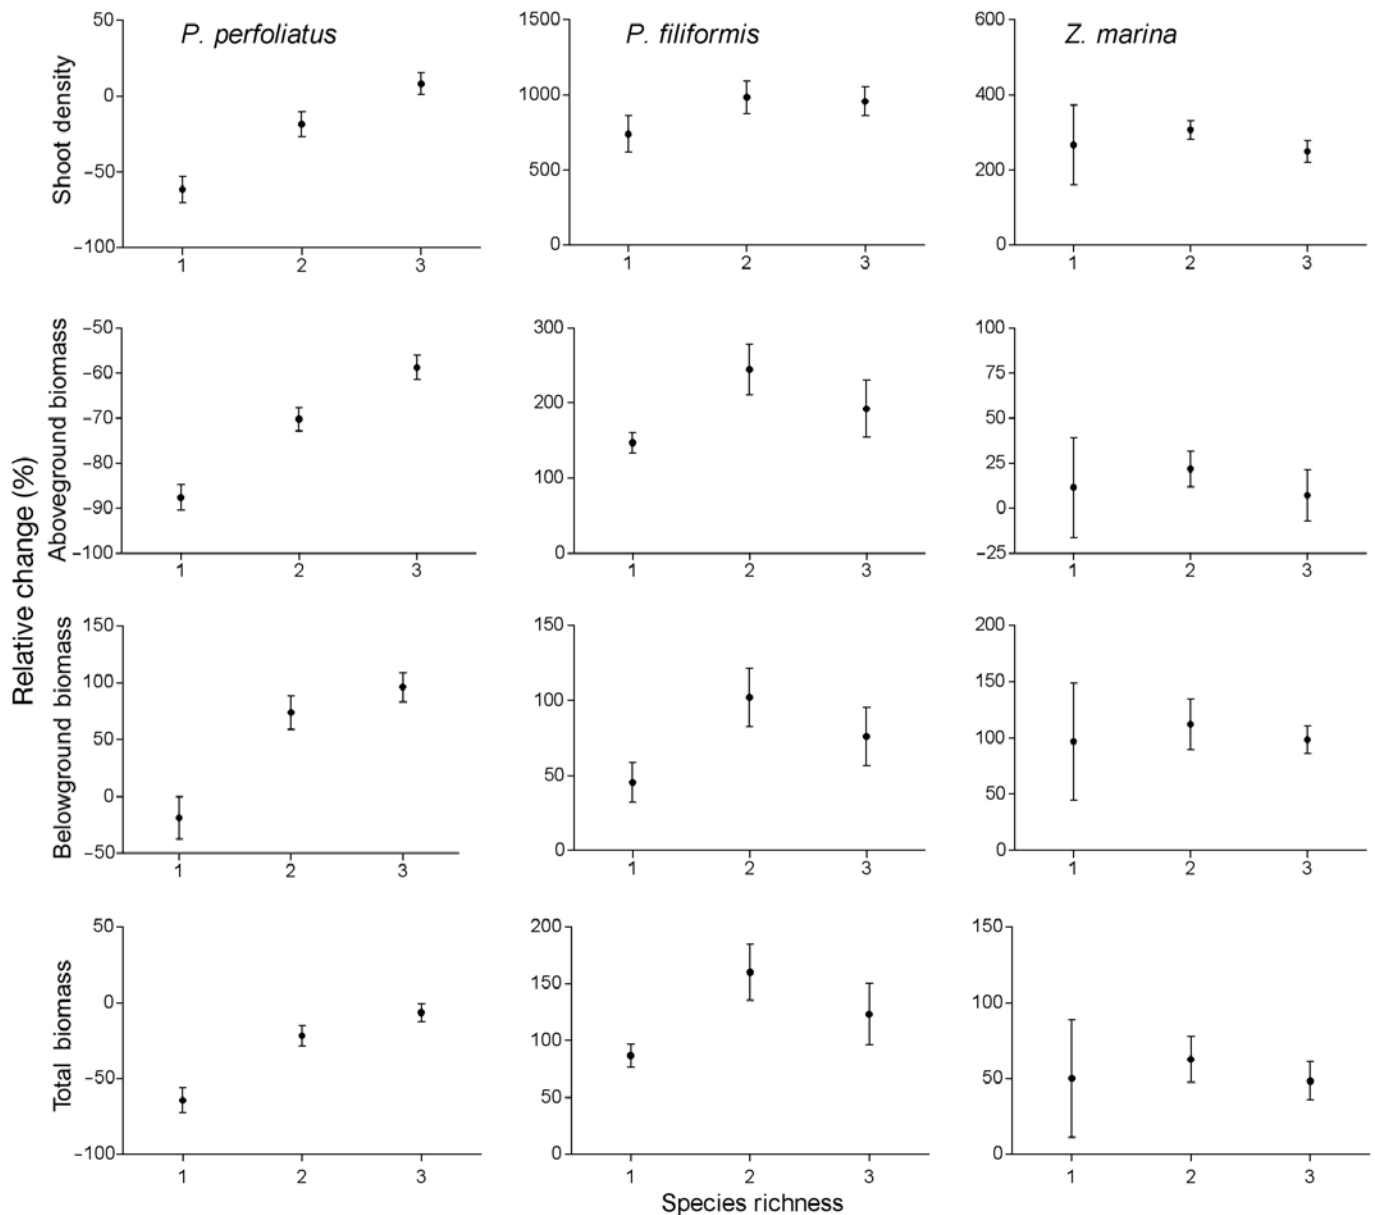 P. perfoliatus
P. filiformis
Z. marina
Relative change (%)
Shoot density
50
0
−50
−100
1 2 3
1500
1000
500
0
1 2 3
600
400
200
0
1 2 3
Aboveground biomass
−50
−60
−70
−80
−90
−100
1 2 3
300
200
100
0
1 2 3
100
75
50
25
0
−25
1 2 3
Belowground biomass
150
100
50
0
−50
1 2 3
150
100
50
0
1 2 3
200
150
100
50
0
1 2 3
Total biomass
50
0
−50
−100
1 2 3
200
150
100
50
0
1 2 3
150
100
50
0
1 2 3
Species richness